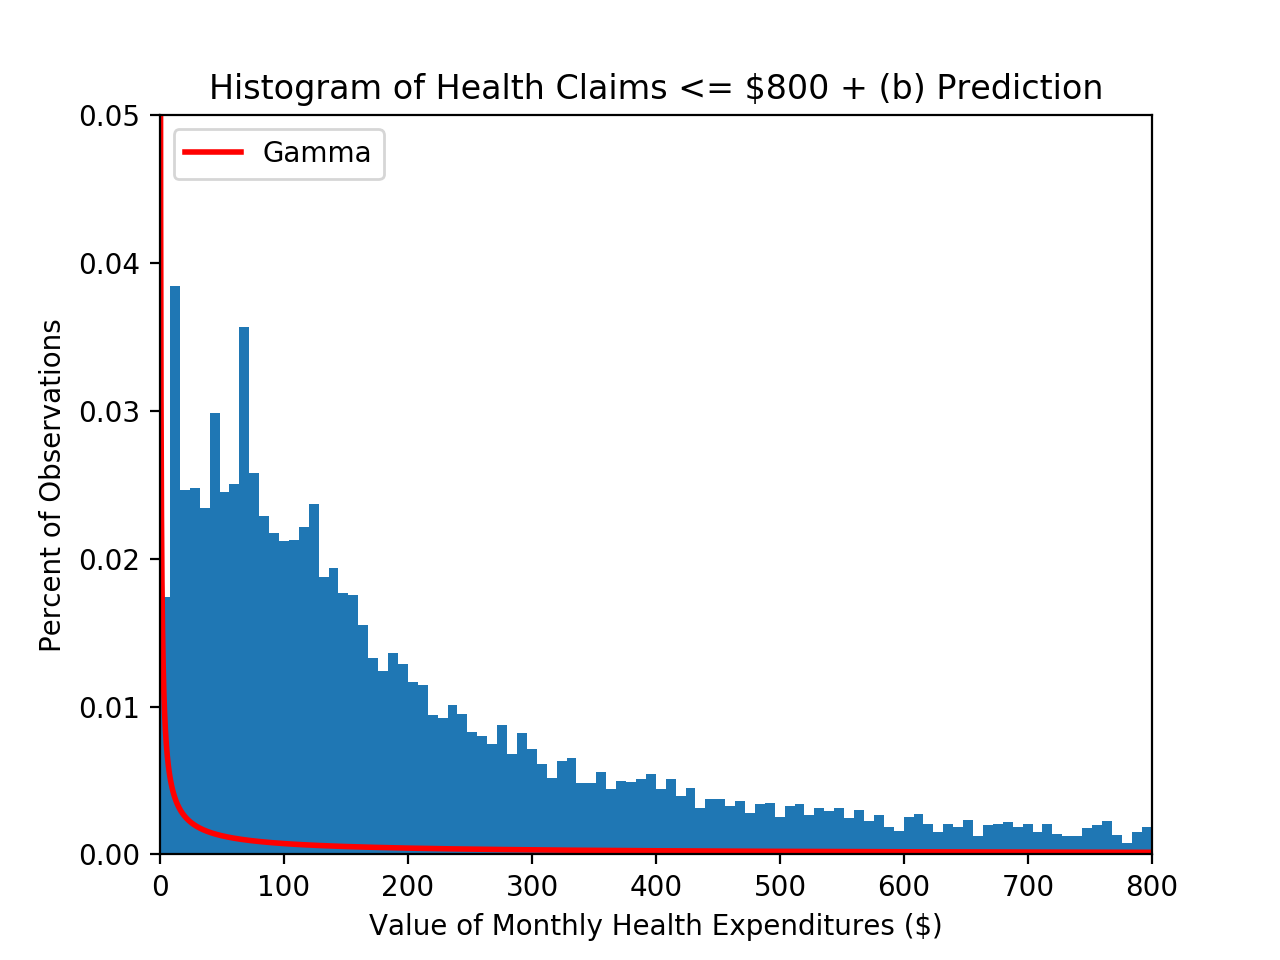 Histogram of Health Claims <= $800 + (b) Prediction
Gamma
0.05
0.04
0.03
0.02
0.01
0.00
Percent of Observations
0 100 200 300 400 500 600 700 800
Value of Monthly Health Expenditures ($)